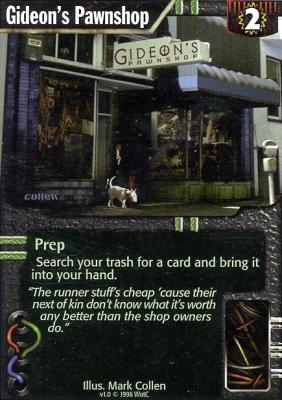 Gideon's Pawnshop
2
GIDEON'S
PAWNSHOP
collen
Prep
Search your trash for a card and bring it
into your hand.
"The runner stuff's cheap 'cause their
next of kin don't know what it's worth
any better than the shop owners
do."
Illus. Mark Collen
v1.0 © 1996 WotC